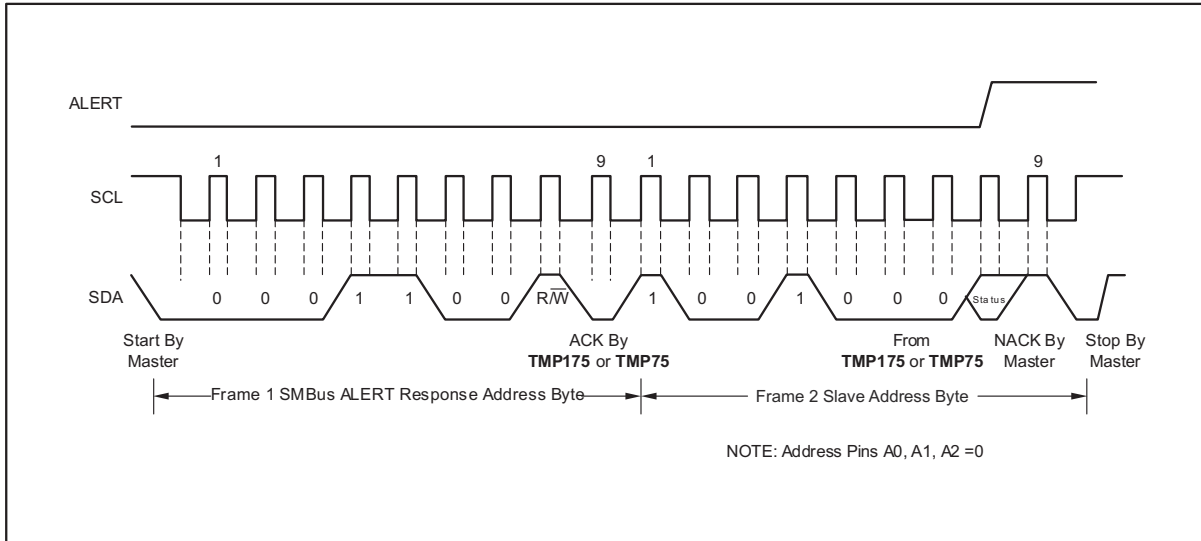 ALERT
1 9 1 9
SCL
SDA
0 0 0 1 1 0 0 R/W̅ 1 0 0 1 0 0 0 Status
Start By
Master
ACK By
TMP175 or TMP75
From
TMP175 or TMP75
NACK By
Master
Stop By
Master
Frame 1 SMBus ALERT Response Address Byte
Frame 2 Slave Address Byte
NOTE: Address Pins A0, A1, A2 =0